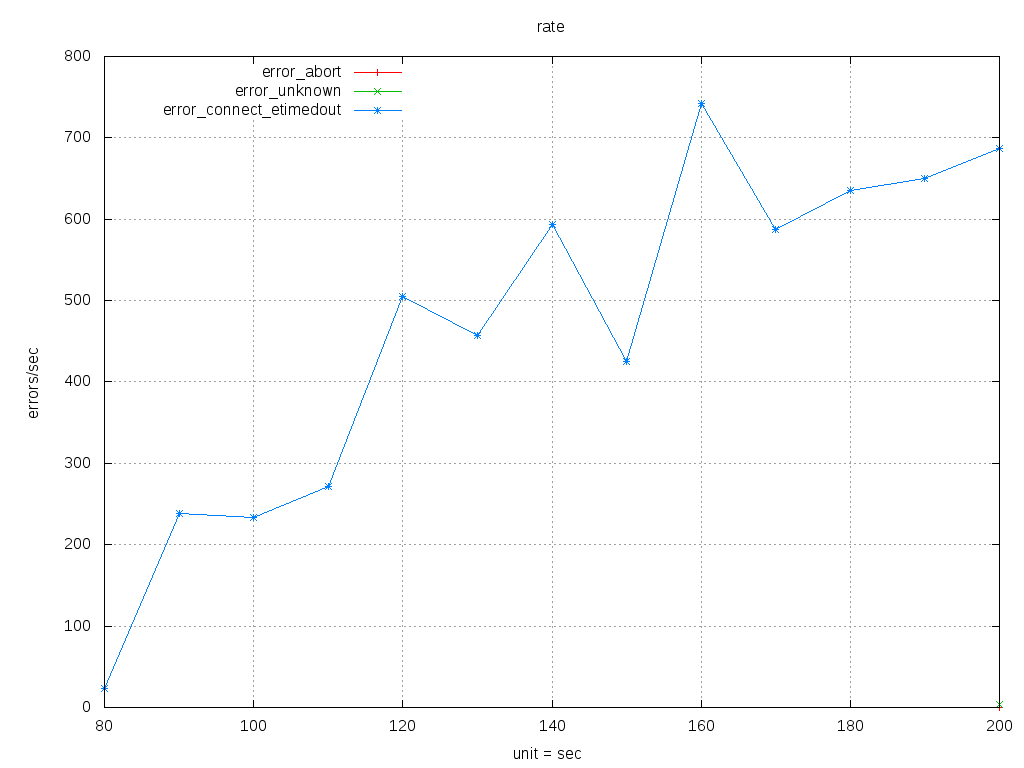 rate
800
700
600
500
400
300
200
100
0
error_abort
error_unknown
error_connect_etimedout
errors/sec
80 100 120 140 160 180 200
unit = sec